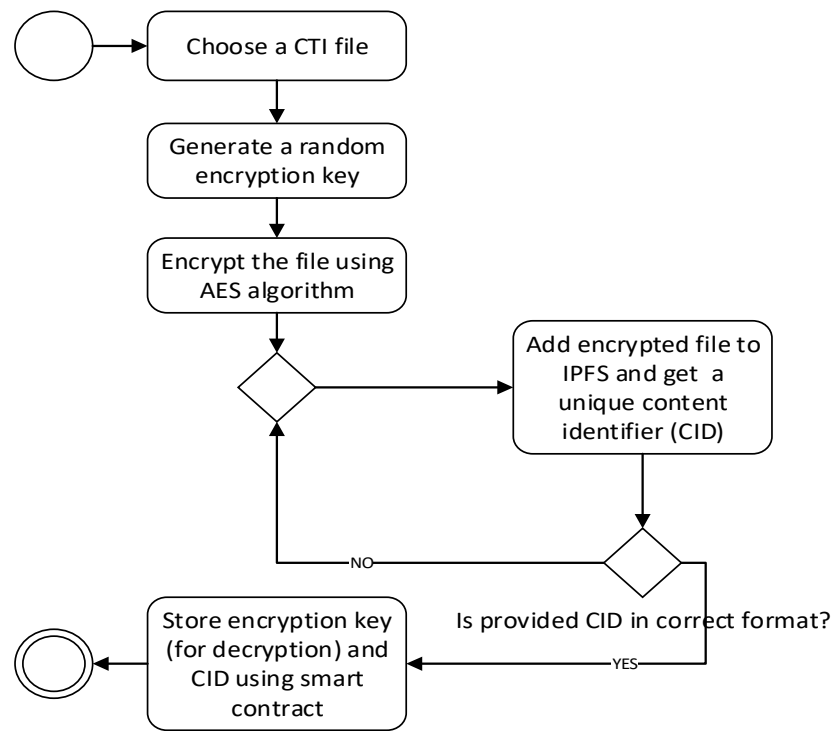 Choose a CTI file
Generate a random
encryption key
Encrypt the file using
AES algorithm
Add encrypted file to
IPFS and get a
unique content
identifier (CID)
NO
Is provided CID in correct format?
YES
Store encryption key
(for decryption) and
CID using smart
contract